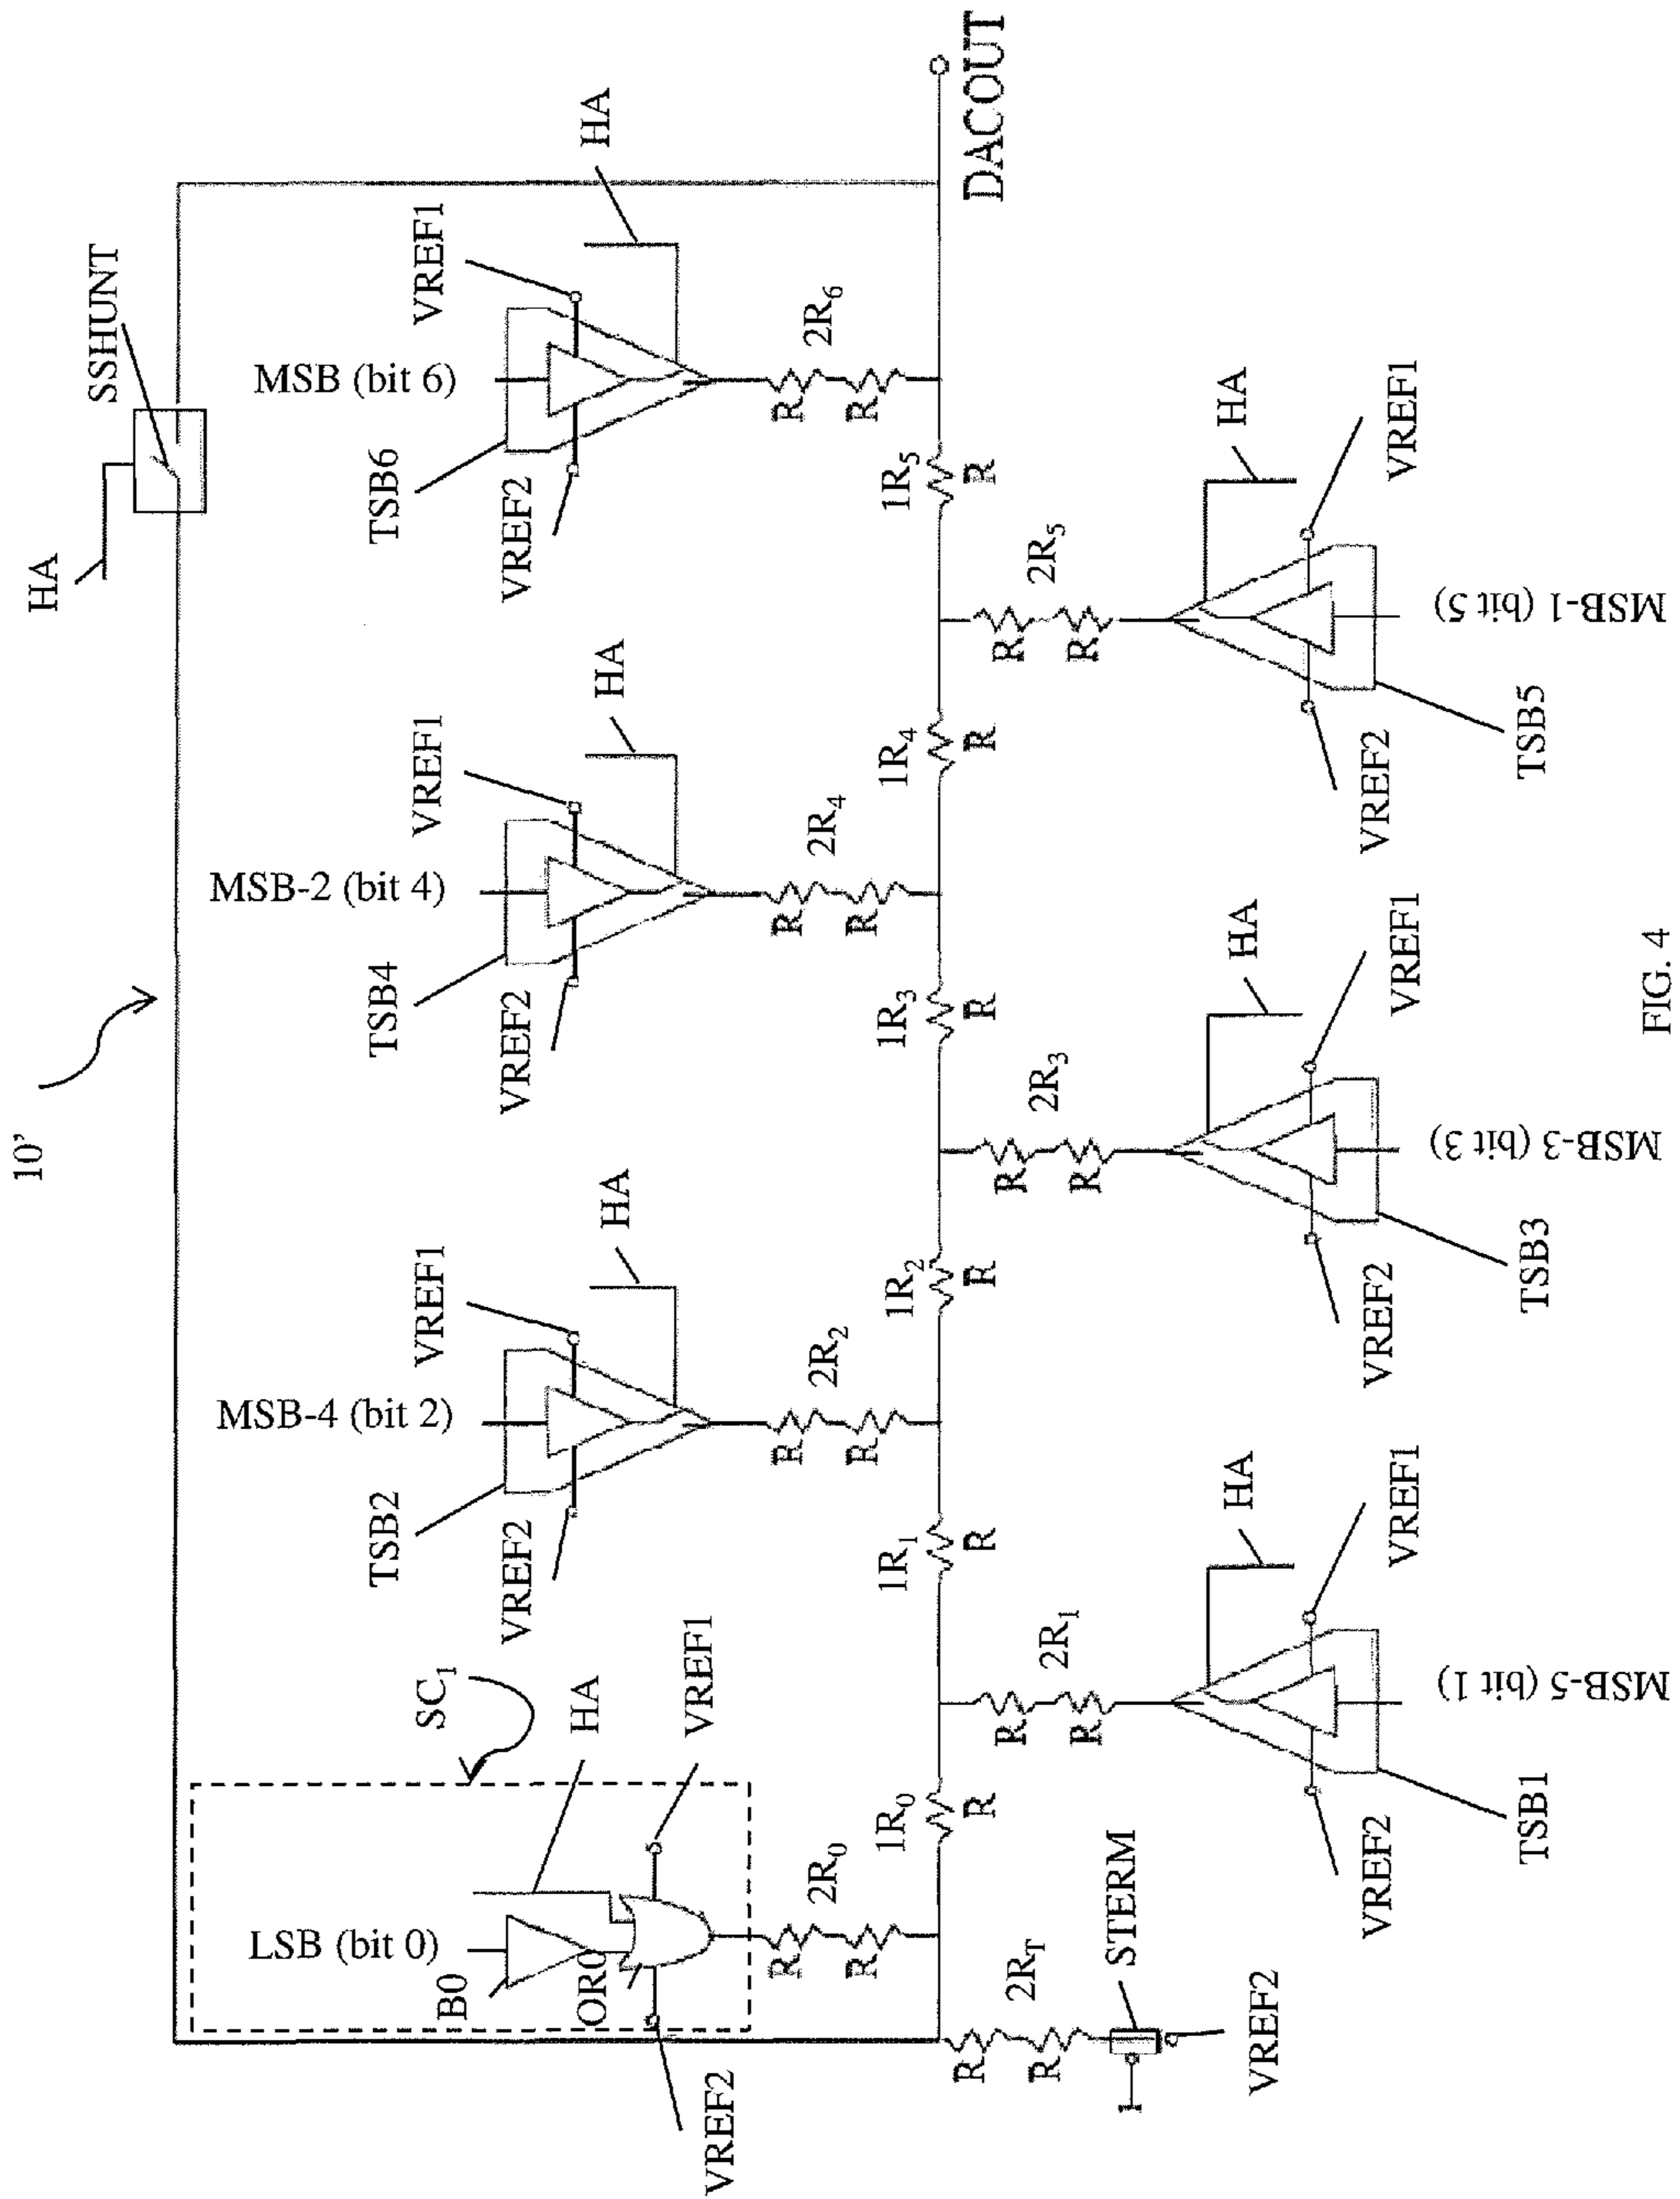 10'
HA
SSHUNT
SC1
LSB (bit 0)
B0
OR0
HA
VREF1
VREF2
MSB-4 (bit 2)
TSB2
VREF1
VREF2
HA
MSB-2 (bit 4)
TSB4
VREF1
VREF2
HA
MSB (bit 6)
TSB6
VREF1
VREF2
HA
R
R
2R0
R
R
2R2
R
R
2R4
R
R
2R6
1R0
R
1R1
R
1R2
R
1R3
R
1R4
R
1R5
R
DACOUT
R
R
2RT
STERM
1
VREF2
R
R
2R1
HA
VREF1
VREF2
TSB1
MSB-5 (bit 1)
R
R
2R3
HA
VREF1
VREF2
TSB3
MSB-3 (bit 3)
R
R
2R5
HA
VREF1
VREF2
TSB5
MSB-1 (bit 5)
FIG. 4